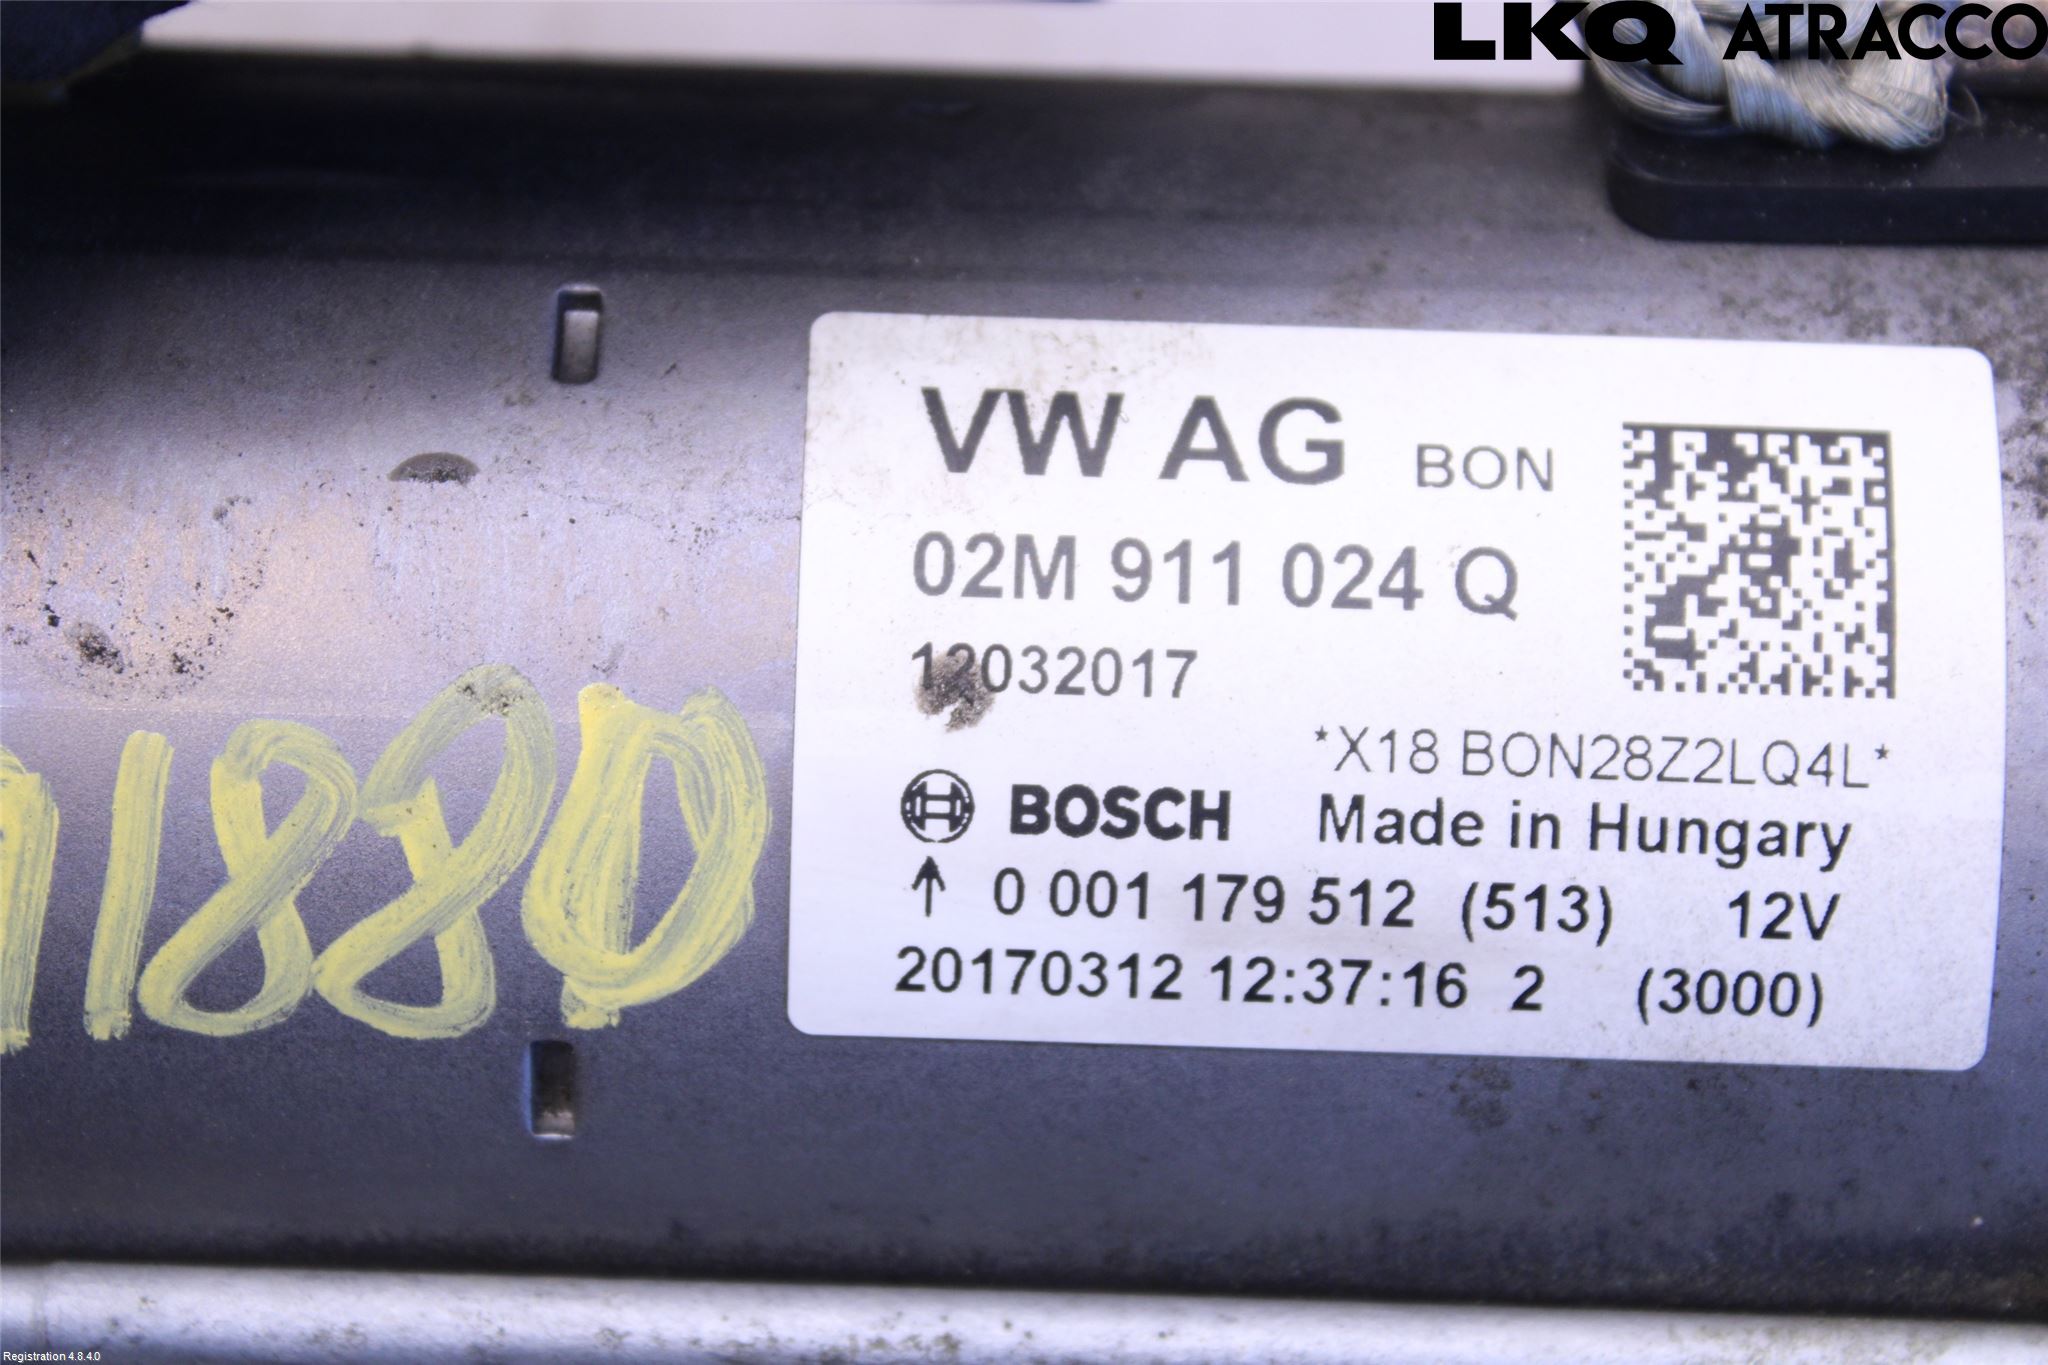 LKQ ATRACCO
VW AG BON
02M 911 024 Q
12032017
*X18 BON28Z2LQ4L*
BOSCH Made in Hungary
↑ 0 001 179 512 (513) 12V
20170312 12:37:16 2 (3000)
1880
Registration 4.8.4.0